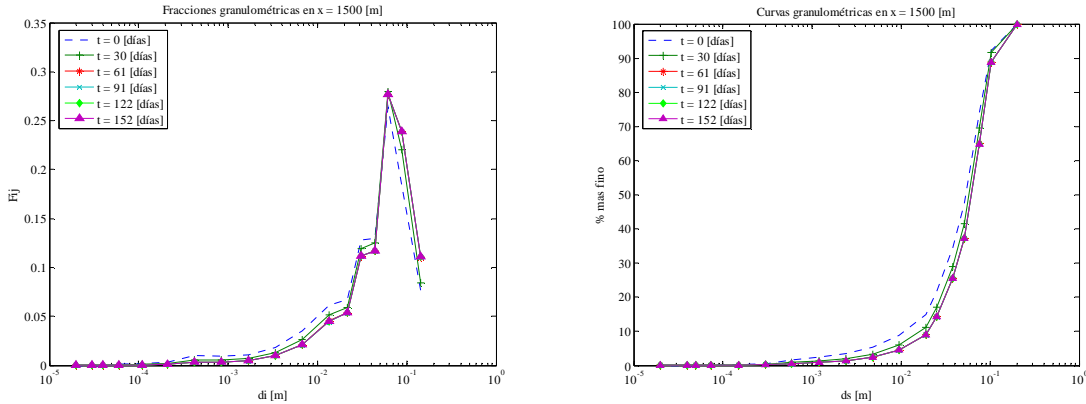 Fracciones granulométricas en x = 1500 [m]
0.35
0.3
0.25
0.2
0.15
0.1
0.05
0
Fij
t = 0 [días]
t = 30 [días]
t = 61 [días]
t = 91 [días]
t = 122 [días]
t = 152 [días]
10^-5
10^-4
10^-3
10^-2
10^-1
10^0
di [m]
Curvas granulométricas en x = 1500 [m]
100
90
80
70
60
50
40
30
20
10
0
% mas fino
t = 0 [días]
t = 30 [días]
t = 61 [días]
t = 91 [días]
t = 122 [días]
t = 152 [días]
10^-5
10^-4
10^-3
10^-2
10^-1
10^0
ds [m]